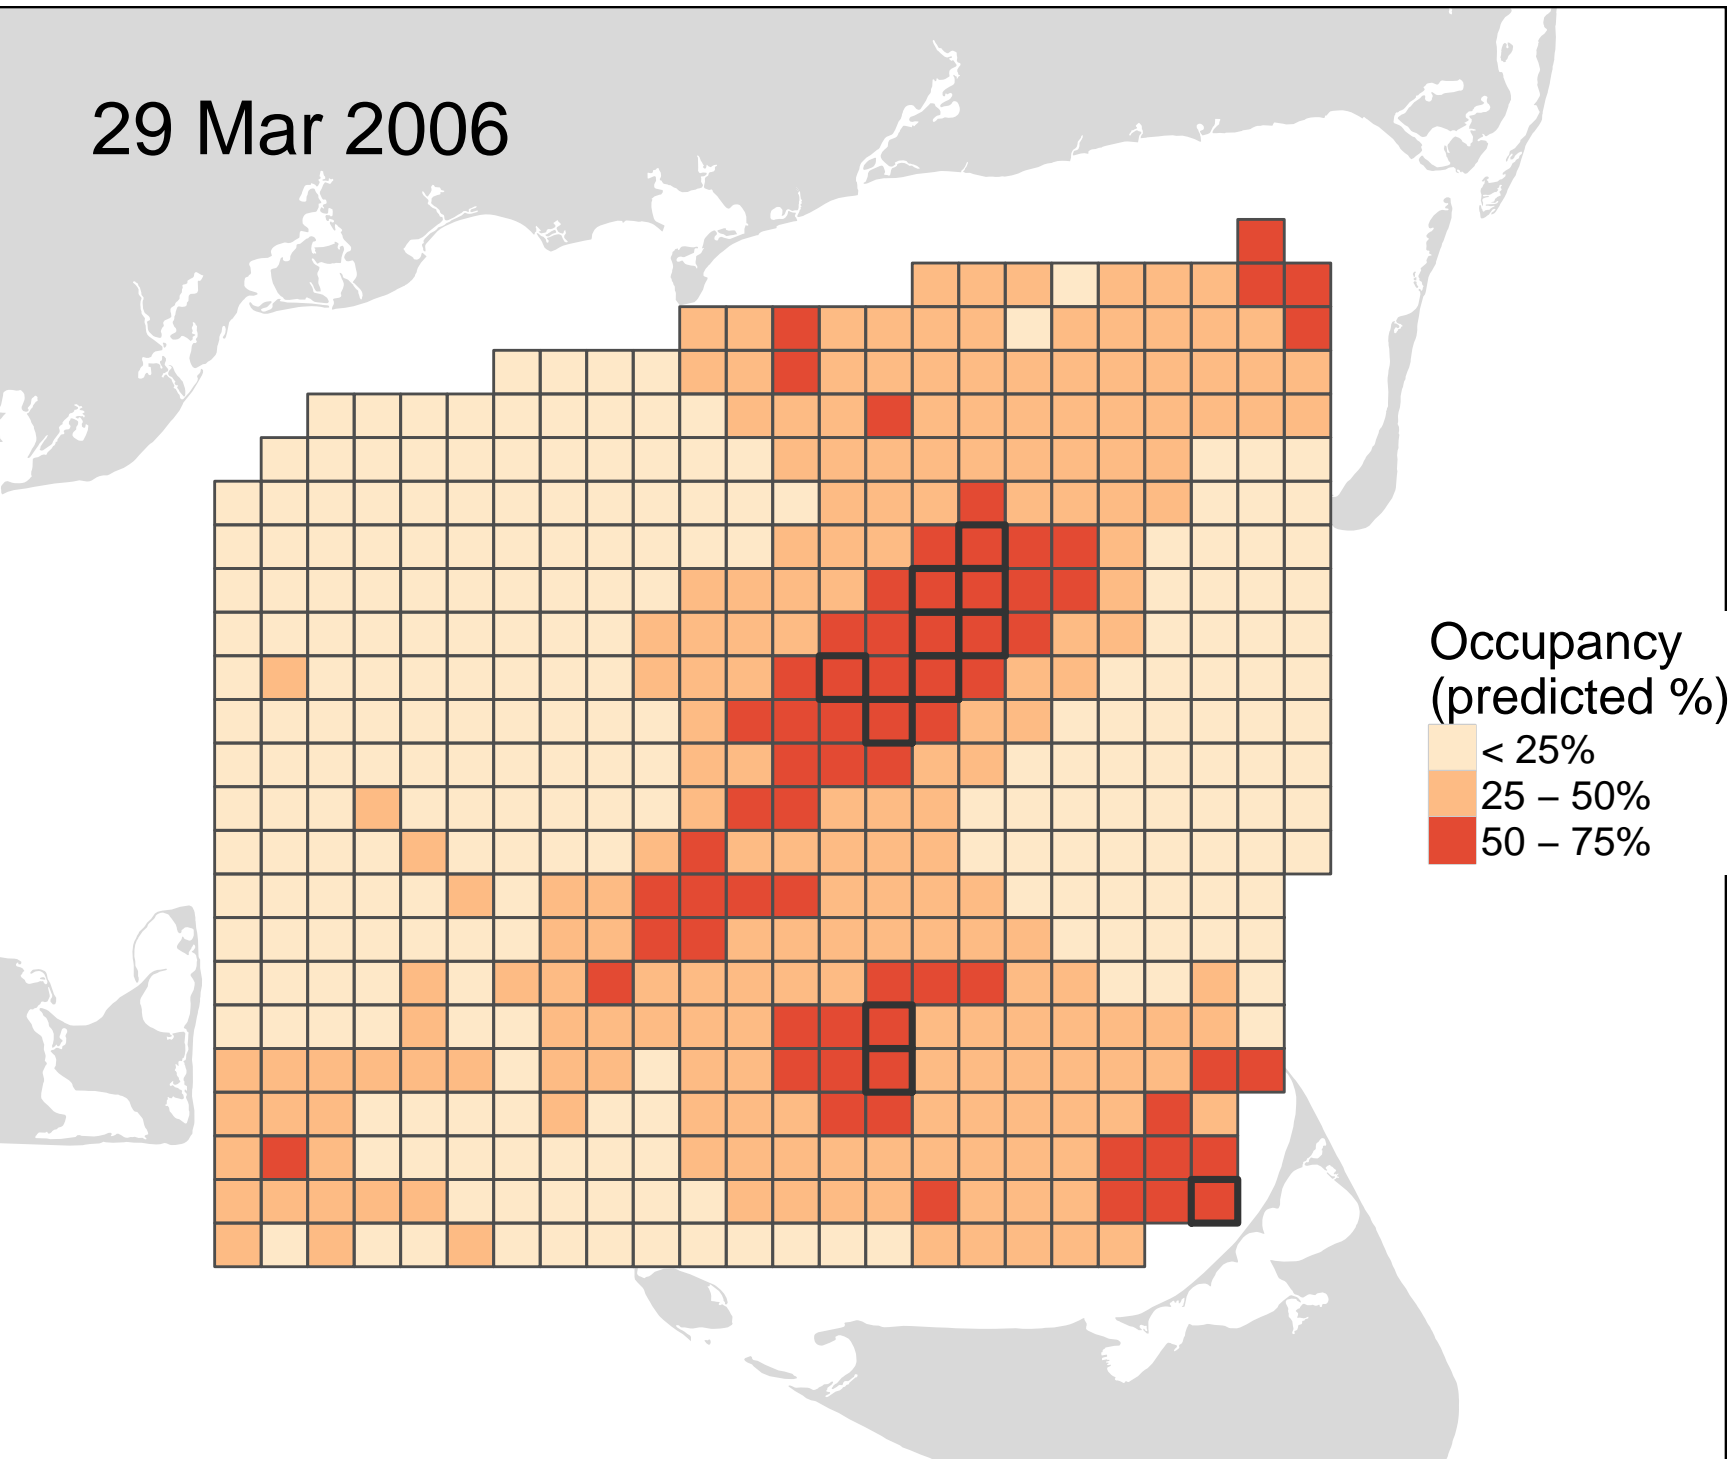 29 Mar 2006
Occupancy
(predicted %)
< 25%
25 – 50%
50 – 75%